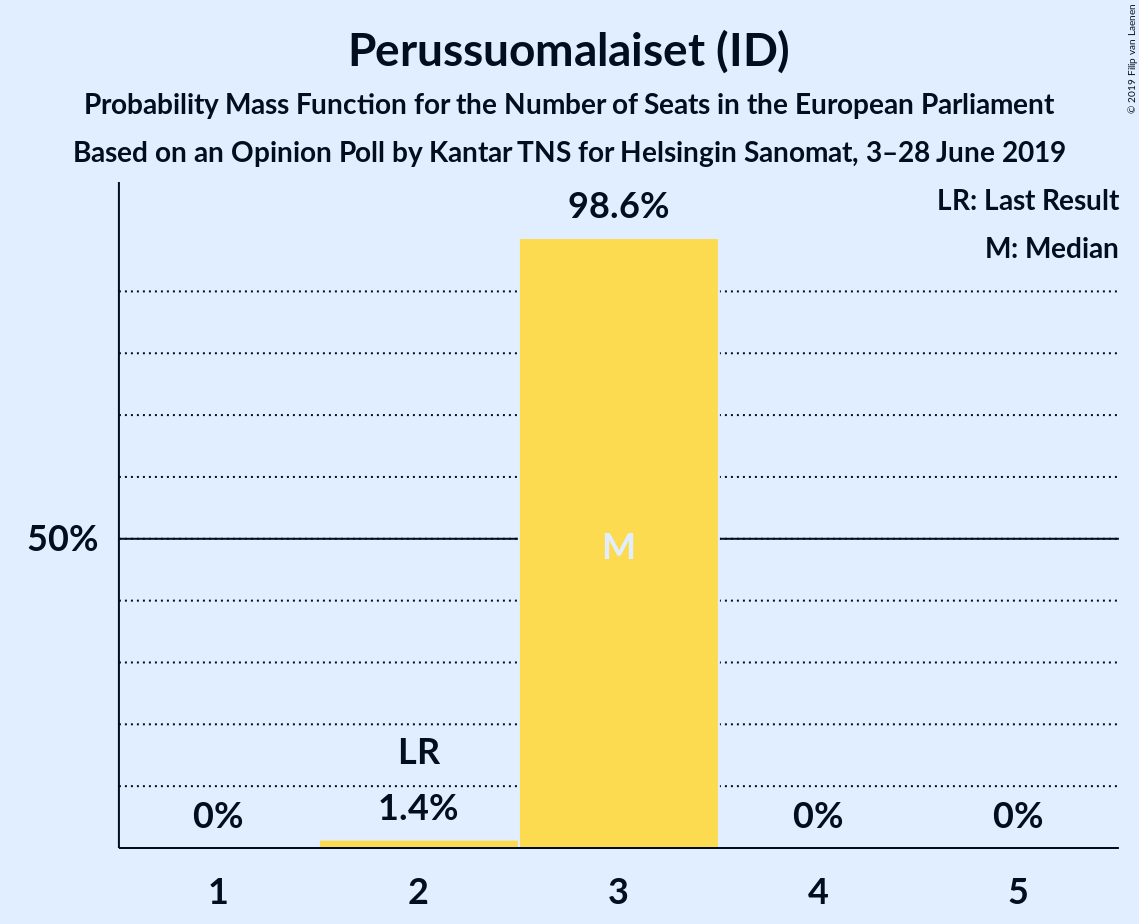 Perussuomalaiset (ID)
Probability Mass Function for the Number of Seats in the European Parliament
Based on an Opinion Poll by Kantar TNS for Helsingin Sanomat, 3–28 June 2019
© 2019 Filip van Laenen
LR: Last Result
M: Median
98.6%
50%
M
LR
0%
1.4%
0%
0%
1 2 3 4 5